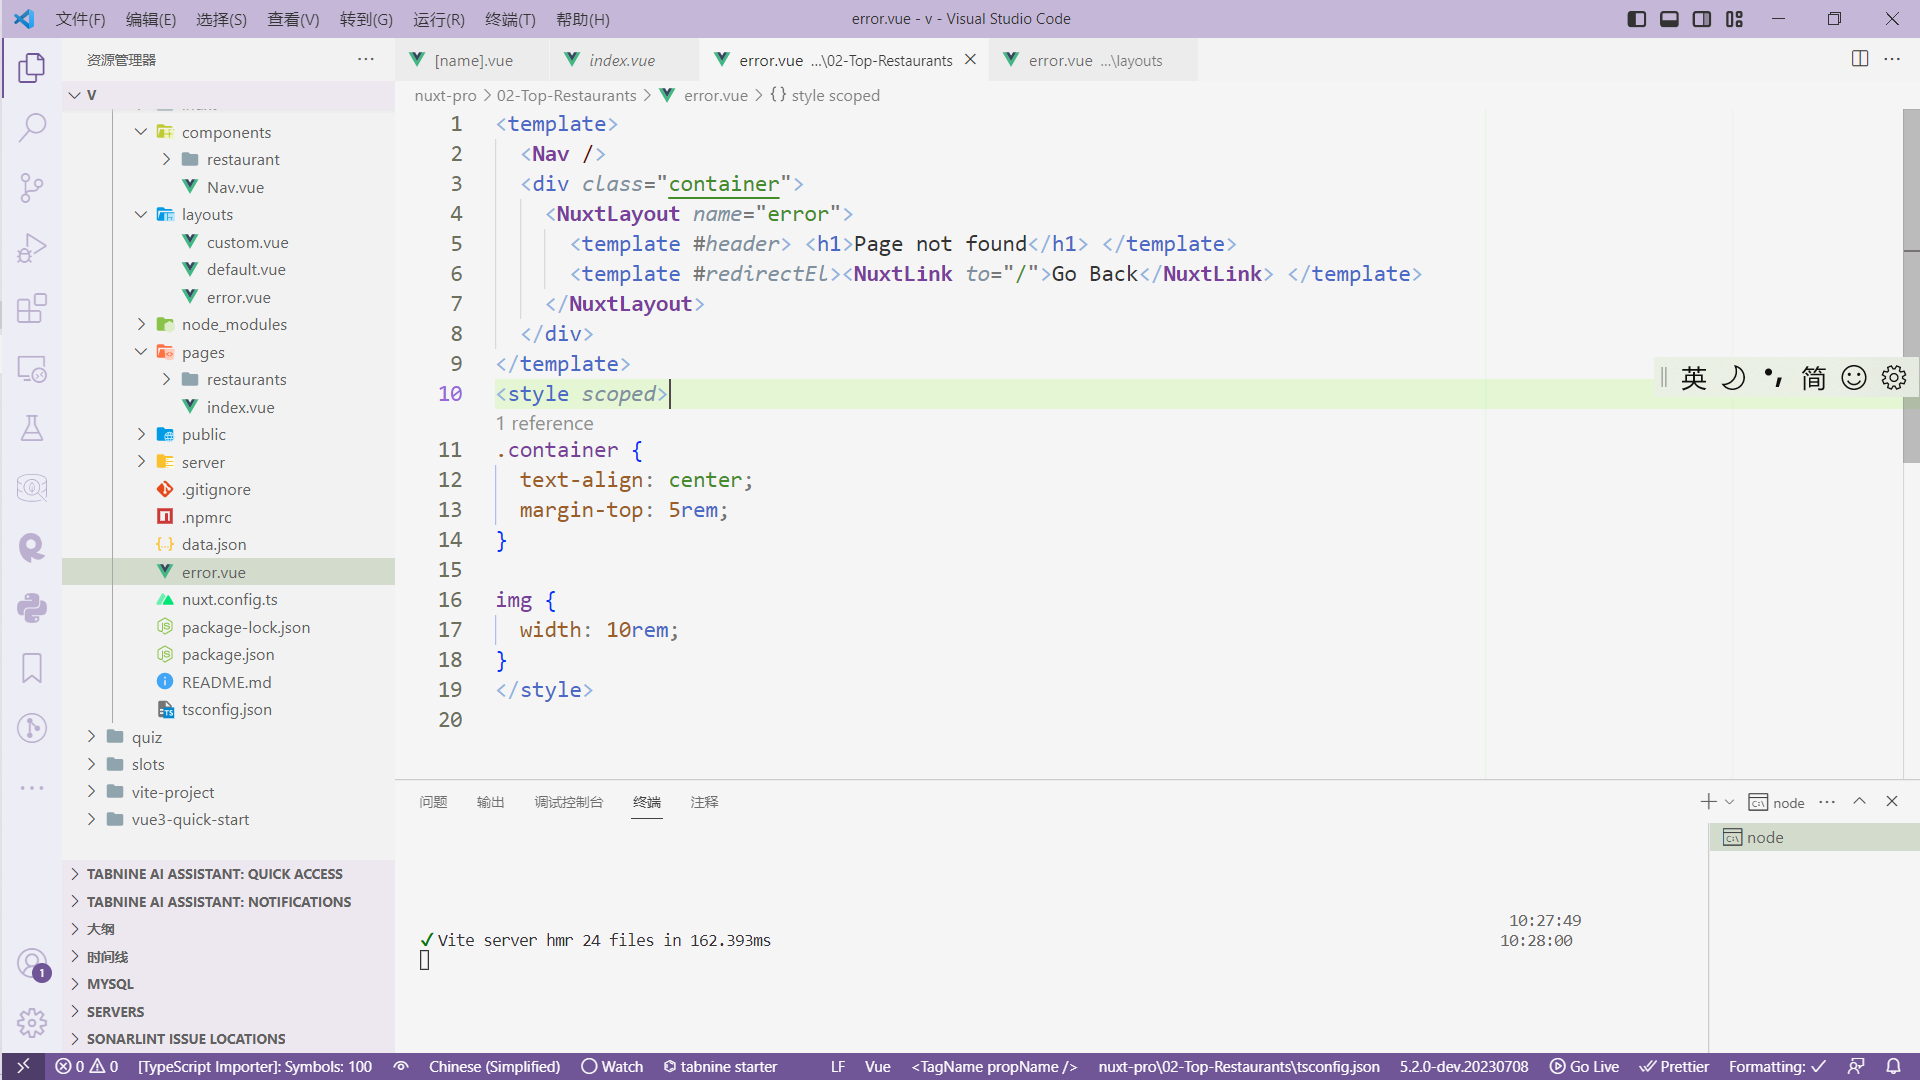 文件(F) 编辑(E) 选择(S) 查看(V) 转到(G) 运行(R) 终端(T) 帮助(H) error.vue - v - Visual Studio Code
资源管理器
[name].vue index.vue error.vue ...\02-Top-Restaurants error.vue ...\layouts
V
nuxt-pro > 02-Top-Restaurants > error.vue > {} style scoped
components
restaurant
Nav.vue
layouts
custom.vue
default.vue
error.vue
node_modules
pages
restaurants
index.vue
public
server
.gitignore
.npmrc
data.json
error.vue
nuxt.config.ts
package-lock.json
package.json
README.md
tsconfig.json
quiz
slots
vite-project
vue3-quick-start
TABNINE AI ASSISTANT: QUICK ACCESS
TABNINE AI ASSISTANT: NOTIFICATIONS
大纲
时间线
MYSQL
SERVERS
SONARLINT ISSUE LOCATIONS
1
1 <template>
2 <Nav />
3 <div class="container">
4 <NuxtLayout name="error">
5 <template #header> <h1>Page not found</h1> </template>
6 <template #redirectEl><NuxtLink to="/">Go Back</NuxtLink> </template>
7 </NuxtLayout>
8 </div>
9 </template>
10 <style scoped>
1 reference
11 .container {
12 text-align: center;
13 margin-top: 5rem;
14 }
15
16 img {
17 width: 10rem;
18 }
19 </style>
20
英 简
问题 输出 调试控制台 终端 注释
node
node
10:27:49
✓ Vite server hmr 24 files in 162.393ms 10:28:00
0 0 [TypeScript Importer]: Symbols: 100 Chinese (Simplified) Watch tabnine starter LF Vue <TagName propName /> nuxt-pro\02-Top-Restaurants\tsconfig.json 5.2.0-dev.20230708 Go Live Prettier Formatting: ✓